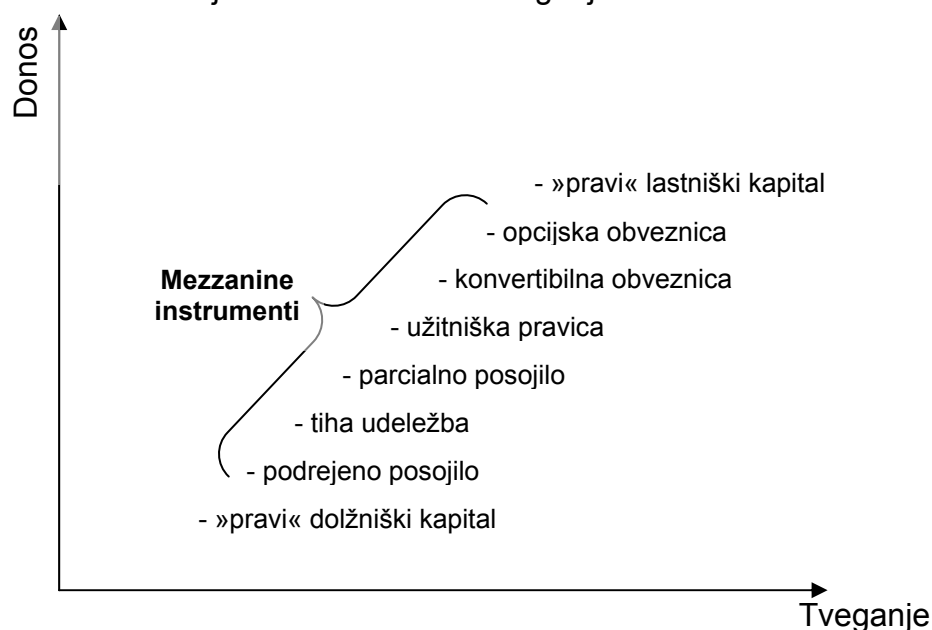 Donos
- »pravi« lastniški kapital
- opcijska obveznica
- konvertibilna obveznica
Mezzanine
instrumenti
- užitniška pravica
- parcialno posojilo
- tiha udeležba
- podrejeno posojilo
- »pravi« dolžniški kapital
Tveganje